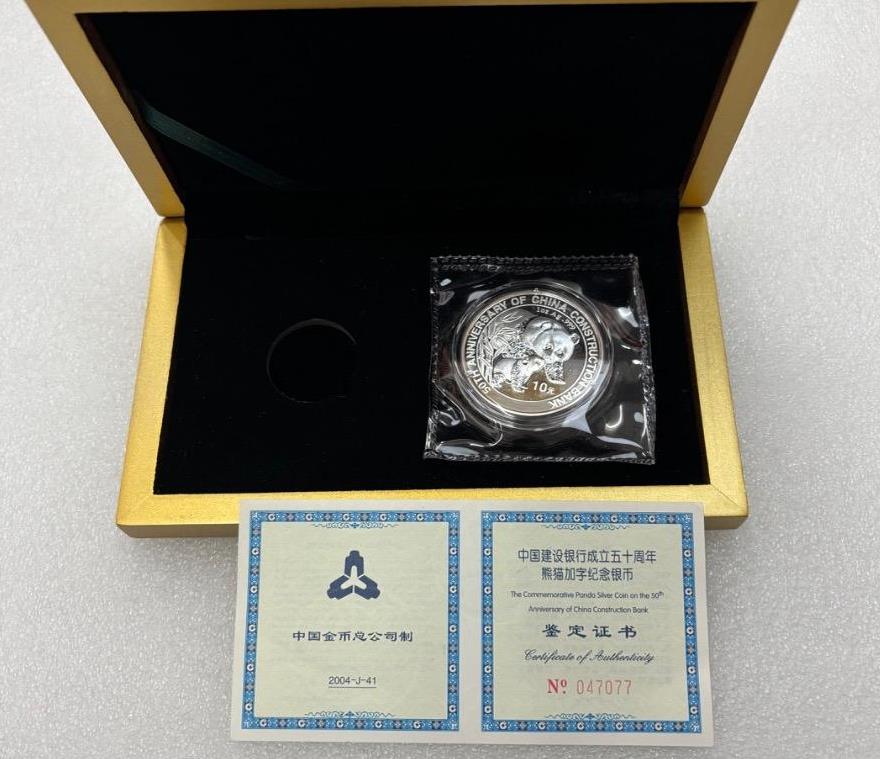 50TH ANNIVERSARY OF CHINA CONSTRUCTION BANK
1oz Ag .999
10元
中国金币总公司制
2004-J-41
中国建设银行成立五十周年
熊猫加字纪念银币
The Commemorative Panda Silver Coin on the 50th
Anniversary of China Construction Bank
鉴定证书
Certificate of Authenticity
Nº 047077